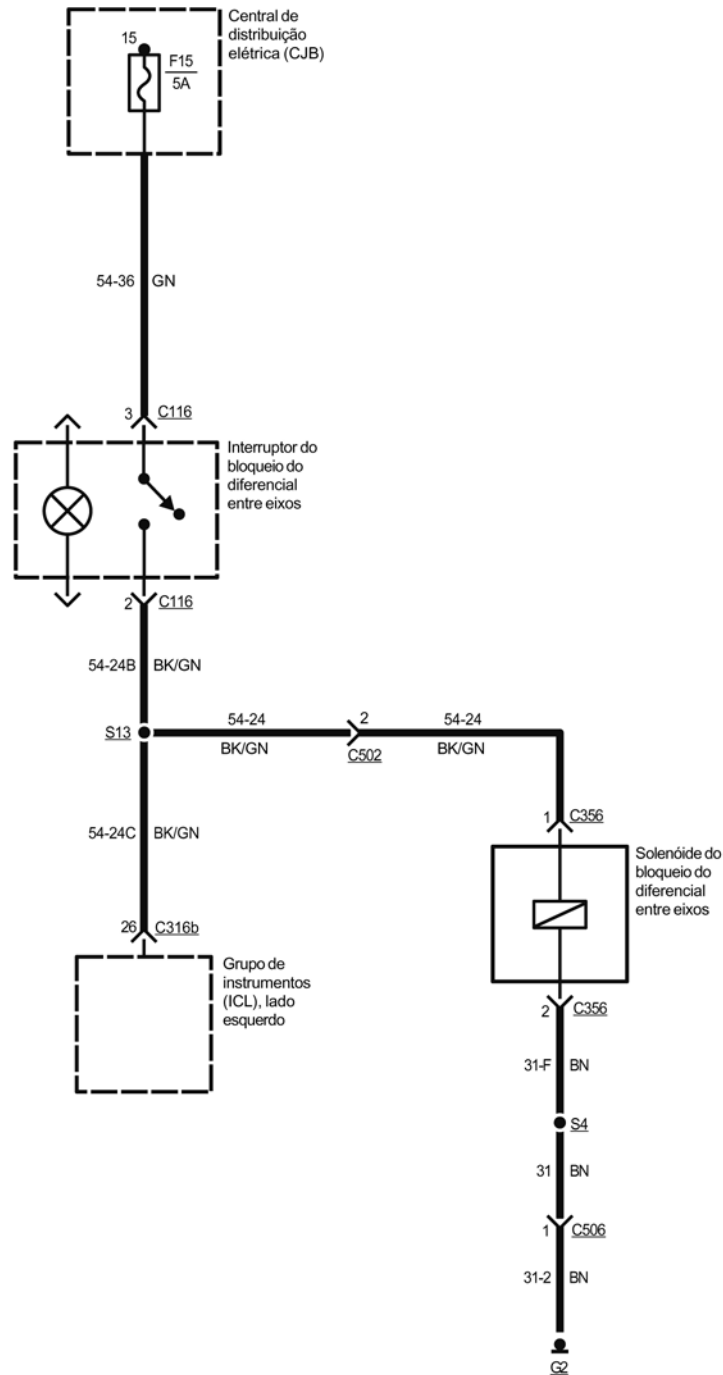 Central de
distribuição
elétrica (CJB)
15
F15
5A
54-36 GN
3 C116
Interruptor do
bloqueio do
diferencial
entre eixos
2 C116
54-24B BK/GN
S13
54-24
BK/GN
2
C502
54-24
BK/GN
54-24C BK/GN
1 C356
Solenóide do
bloqueio do
diferencial
entre eixos
26 C316b
Grupo de
instrumentos
(ICL), lado
esquerdo
2 C356
31-F BN
S4
31 BN
1 C506
31-2 BN
G2